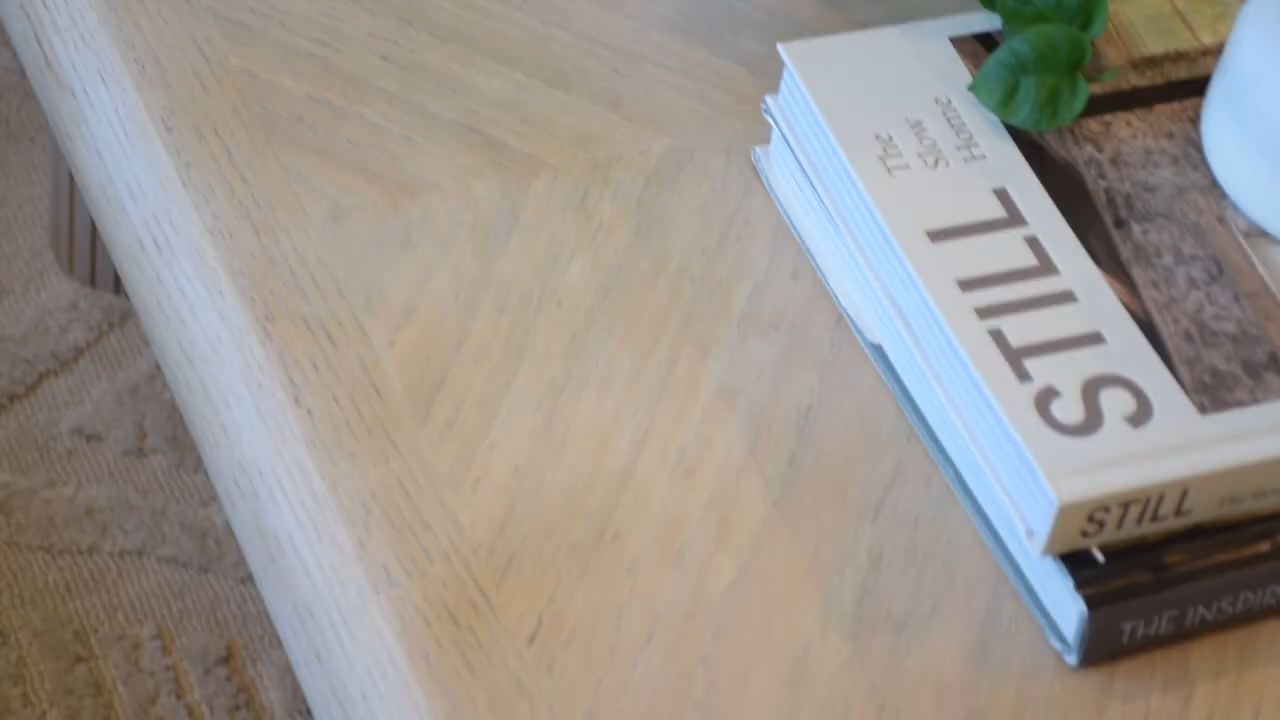 STILL
The
Slow
Home
STILL
THE INSPIR